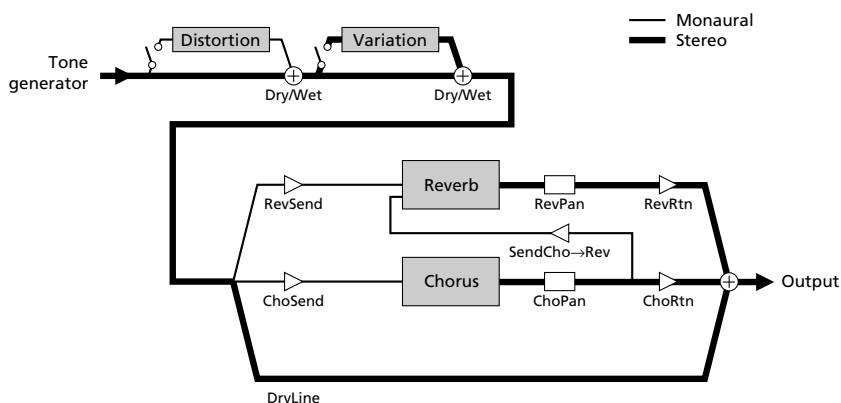 Distortion
Variation
Monaural
Stereo
Tone
generator
Dry/Wet
Dry/Wet
Reverb
RevSend
RevPan
RevRtn
SendCho→Rev
Chorus
ChoSend
ChoPan
ChoRtn
Output
DryLine